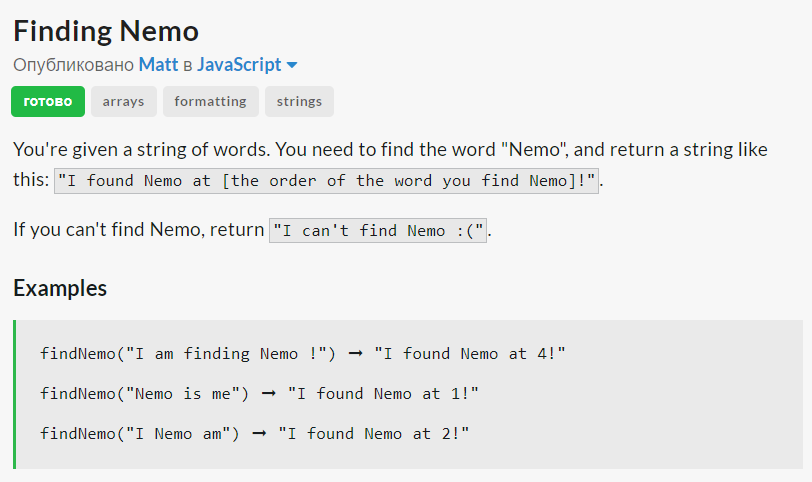 Finding Nemo
Опубликовано Matt в JavaScript
готово arrays formatting strings
You're given a string of words. You need to find the word "Nemo", and return a string like
this: "I found Nemo at [the order of the word you find Nemo]!".
If you can't find Nemo, return "I can't find Nemo :(".
Examples
findNemo("I am finding Nemo !") ➞ "I found Nemo at 4!"
findNemo("Nemo is me") ➞ "I found Nemo at 1!"
findNemo("I Nemo am") ➞ "I found Nemo at 2!"